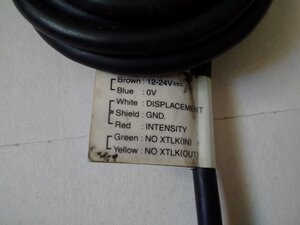 Brown : 12-24V
Blue : 0V
White : DISPLACEMENT
Shield : GND.
Red : INTENSITY
Green : NO XTLK(IN)
Yellow : NO XTLK(OUT)